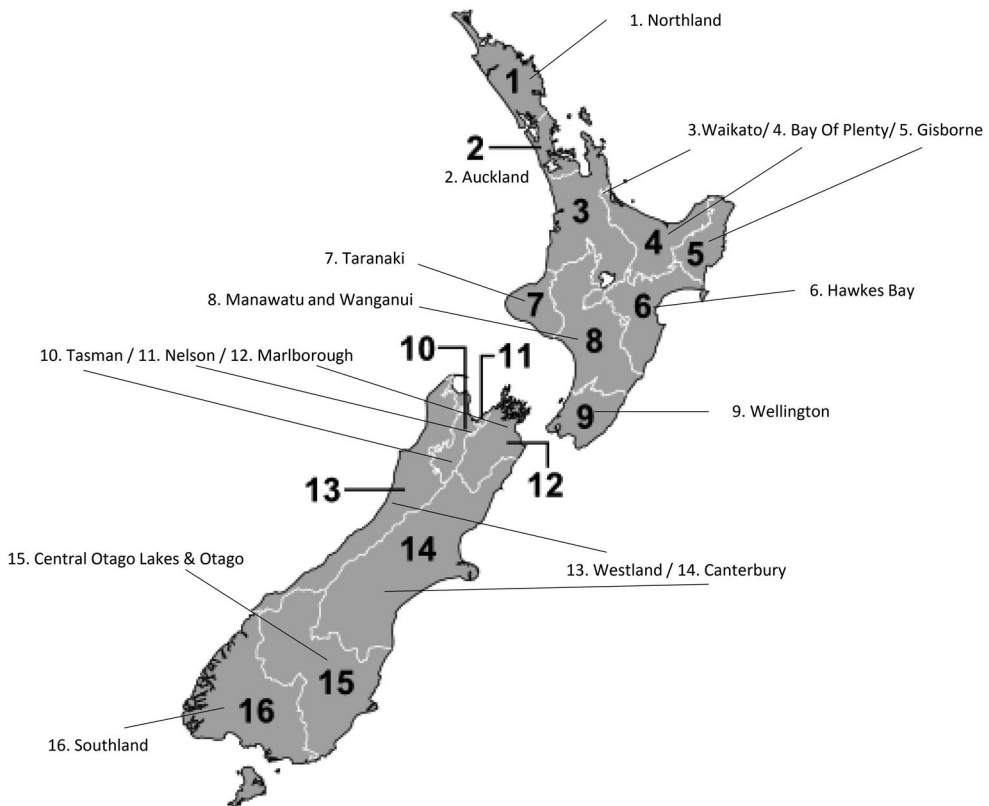 1. Northland
1
3.Waikato/ 4. Bay Of Plenty/ 5. Gisborne
2
2. Auckland
3
4
5
7. Taranaki
6. Hawkes Bay
8. Manawatu and Wanganui
7
6
8
10. Tasman / 11. Nelson / 12. Marlborough
10
11
9
9. Wellington
13
12
14
15. Central Otago Lakes & Otago
13. Westland / 14. Canterbury
15
16
16. Southland